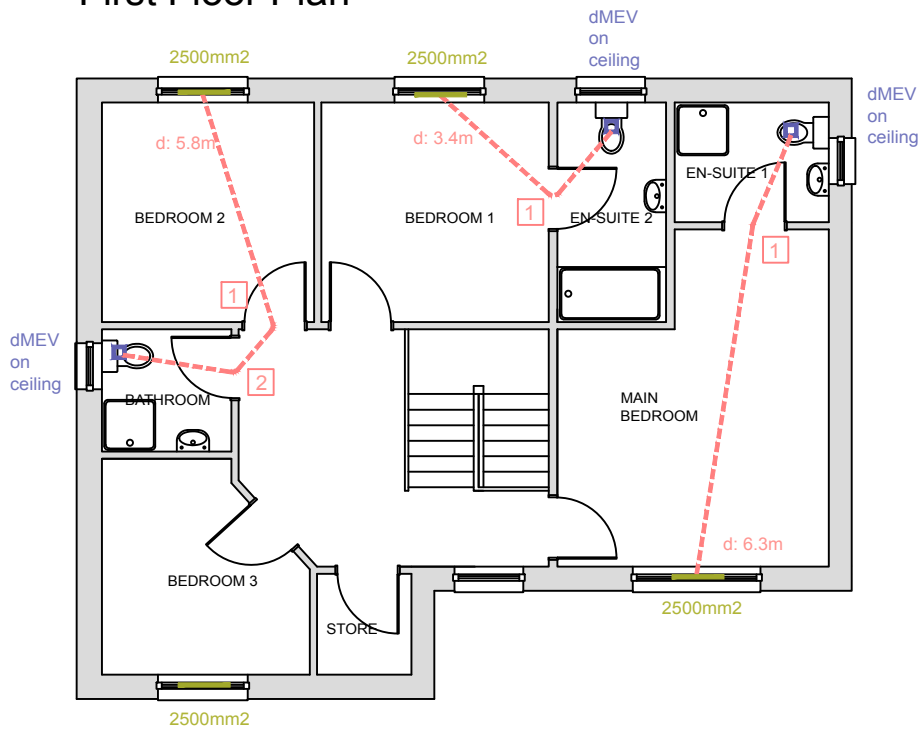 First Floor Plan
dMEV
on
ceiling
2500mm2
2500mm2
dMEV
on
ceiling
d: 5.8m
d: 3.4m
EN-SUITE 1
BEDROOM 2
BEDROOM 1
1
EN-SUITE 2
1
1
dMEV
on
ceiling
2
BATHROOM
MAIN
BEDROOM
d: 6.3m
BEDROOM 3
2500mm2
STORE
2500mm2